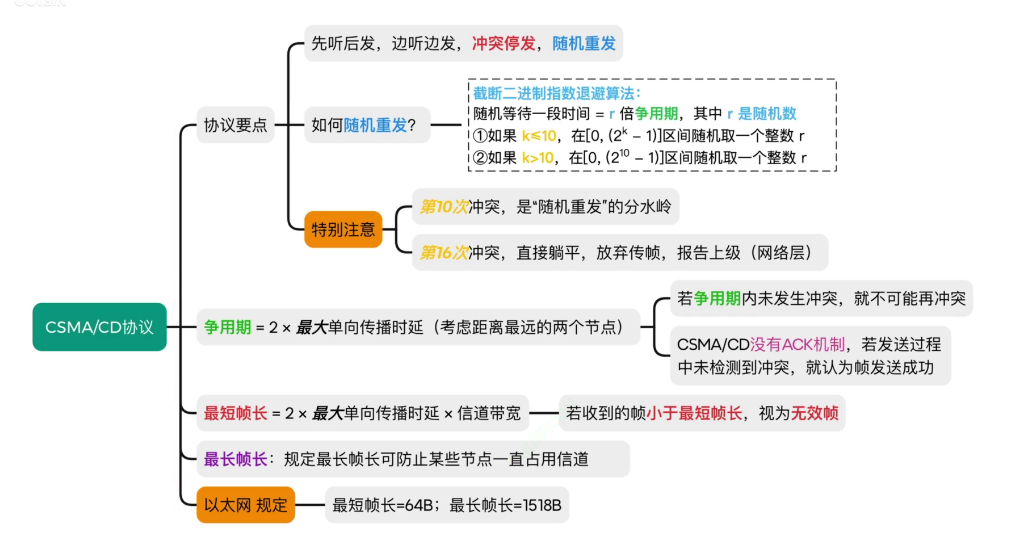 先听后发，边听边发，冲突停发，随机重发
截断二进制指数退避算法：
随机等待一段时间 = r 倍争用期，其中 r 是随机数
①如果 k≤10，在[0, (2^k – 1)]区间随机取一个整数 r
②如果 k>10，在[0, (2^10 – 1)]区间随机取一个整数 r
协议要点
如何随机重发？
第10次冲突，是“随机重发”的分水岭
特别注意
第16次冲突，直接躺平，放弃传帧，报告上级（网络层）
CSMA/CD协议
争用期 = 2 × 最大单向传播时延（考虑距离最远的两个节点）
若争用期内未发生冲突，就不可能再冲突
CSMA/CD没有ACK机制，若发送过程
中未检测到冲突，就认为帧发送成功
最短帧长 = 2 × 最大单向传播时延 × 信道带宽
若收到的帧小于最短帧长，视为无效帧
最长帧长：规定最长帧长可防止某些节点一直占用信道
以太网 规定
最短帧长=64B；最长帧长=1518B